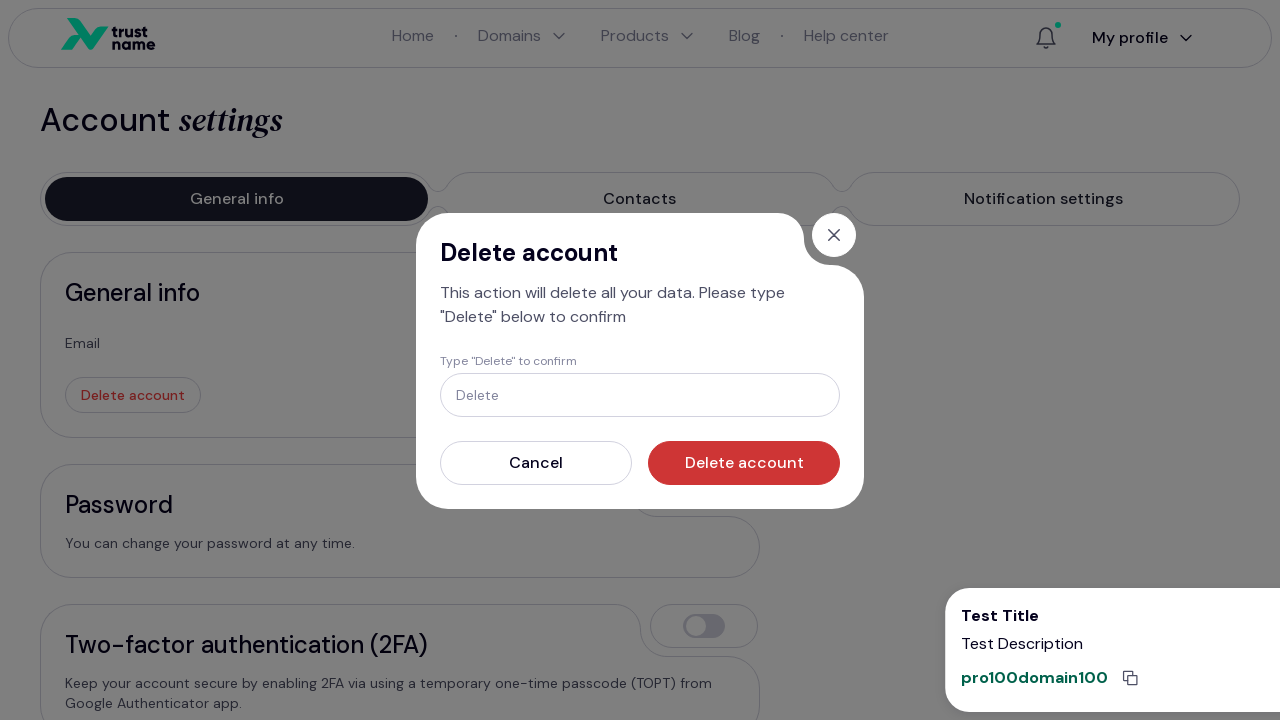 trust
name
Home
Domains
Products
Blog
Help center
My profile
Account settings
General info
Contacts
Notification settings
General info
Email
Delete account
Password
You can change your password at any time.
Two-factor authentication (2FA)
Keep your account secure by enabling 2FA via using a temporary one-time passcode (TOPT) from
Google Authenticator app.
Delete account
This action will delete all your data. Please type
"Delete" below to confirm
Type "Delete" to confirm
Delete
Cancel
Delete account
Test Title
Test Description
pro100domain100